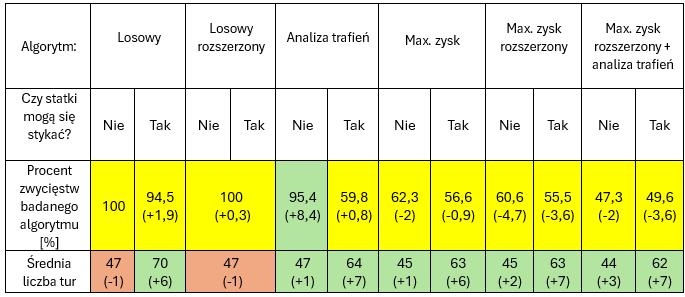 Algorytm:
Losowy
Losowy
rozszerzony
Analiza trafień
Max. zysk
Max. zysk
rozszerzony
Max. zysk
rozszerzony +
analiza trafień
Czy statki
mogą się
stykać?
Nie Tak Nie Tak Nie Tak Nie Tak Nie Tak Nie Tak
Procent
zwycięstw
badanego
algorytmu
[%]
100
94,5
(+1,9)
100
(+0,3)
95,4
(+8,4)
59,8
(+0,8)
62,3
(-2)
56,6
(-0,9)
60,6
(-4,7)
55,5
(-3,6)
47,3
(-2)
49,6
(-3,6)
Średnia
liczba tur
47
(-1)
70
(+6)
47
(-1)
47
(+1)
64
(+7)
45
(+1)
63
(+6)
45
(+2)
63
(+7)
44
(+3)
62
(+7)